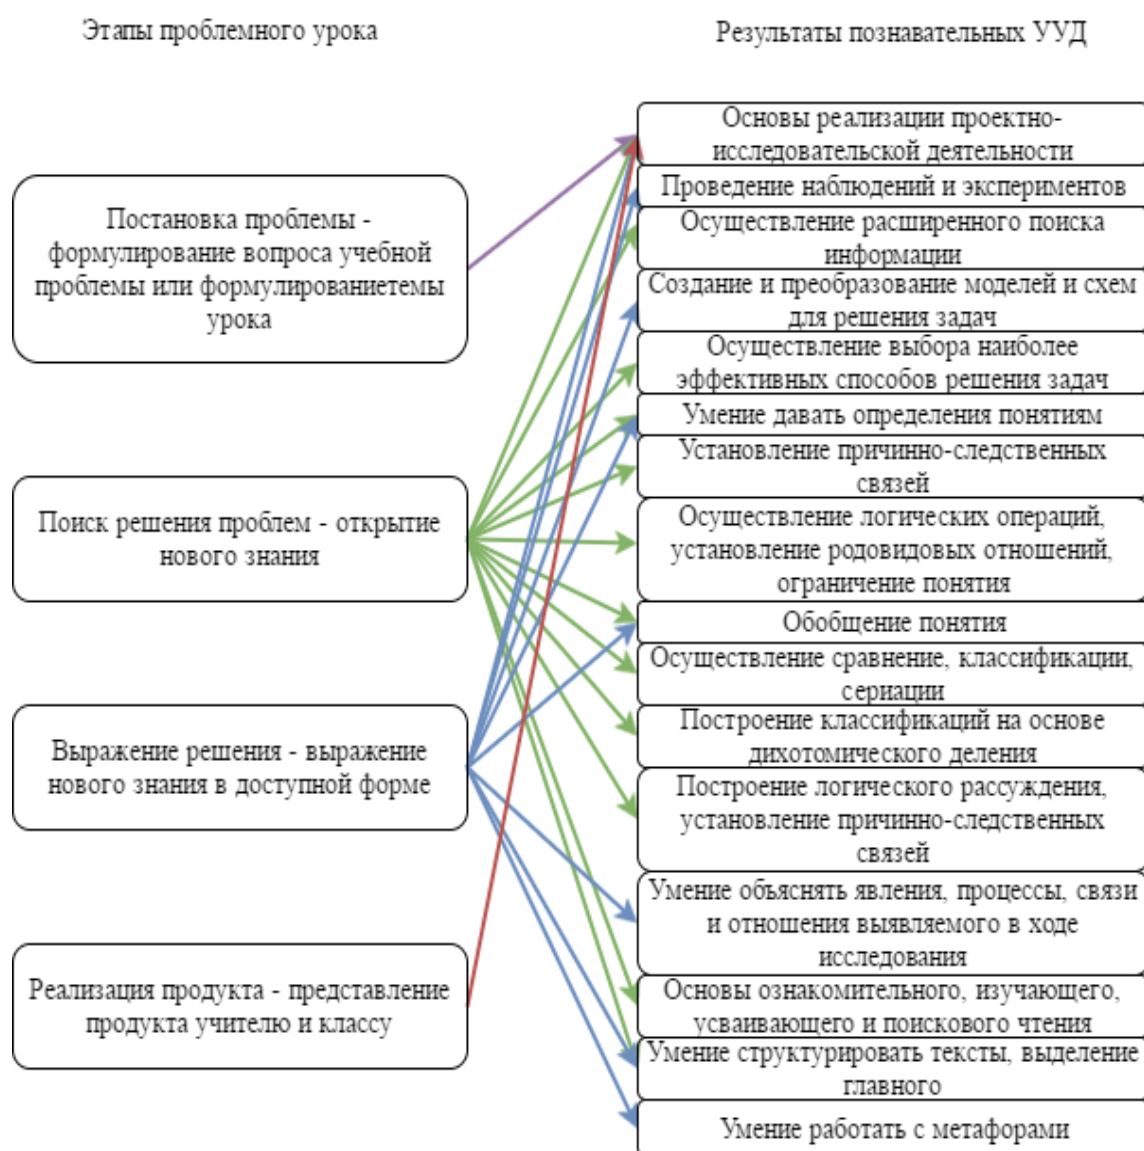 Этапы проблемного урока
Постановка проблемы -
формулирование вопроса учебной
проблемы или формулированиетемы
урока
Поиск решения проблем - открытие
нового знания
Выражение решения - выражение
нового знания в доступной форме
Реализация продукта - представление
продукта учителю и классу
Результаты познавательных УУД
Основы реализации проектно-
исследовательской деятельности
Проведение наблюдений и экспериментов
Осуществление расширенного поиска
информации
Создание и преобразование моделей и схем
для решения задач
Осуществление выбора наиболее
эффективных способов решения задач
Умение давать определения понятиям
Установление причинно-следственных
связей
Осуществление логических операций,
установление родовидовых отношений,
ограничение понятия
Обобщение понятия
Осуществление сравнение, классификации,
сериации
Построение классификаций на основе
дихотомического деления
Построение логического рассуждения,
установление причинно-следственных
связей
Умение объяснять явления, процессы, связи
и отношения выявляемого в ходе
исследования
Основы ознакомительного, изучающего,
усваивающего и поискового чтения
Умение структурировать тексты, выделение
главного
Умение работать с метафорами